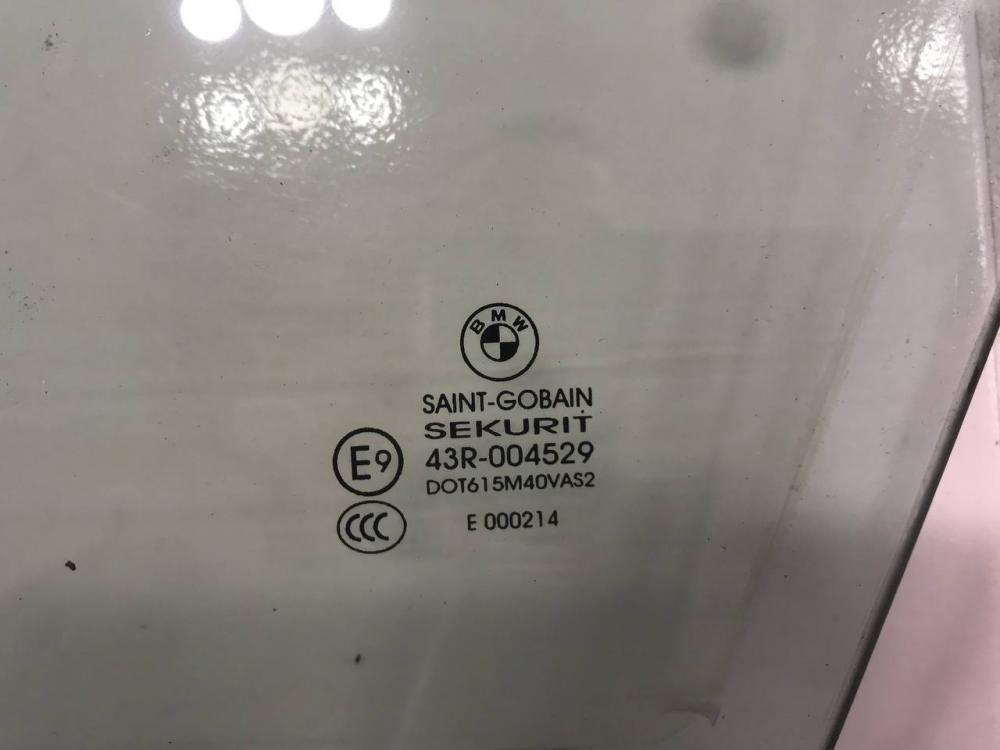 BMW
SAINT-GOBAIN
SEKURIT
E9 43R-004529
DOT615M40VAS2
CCC E 000214